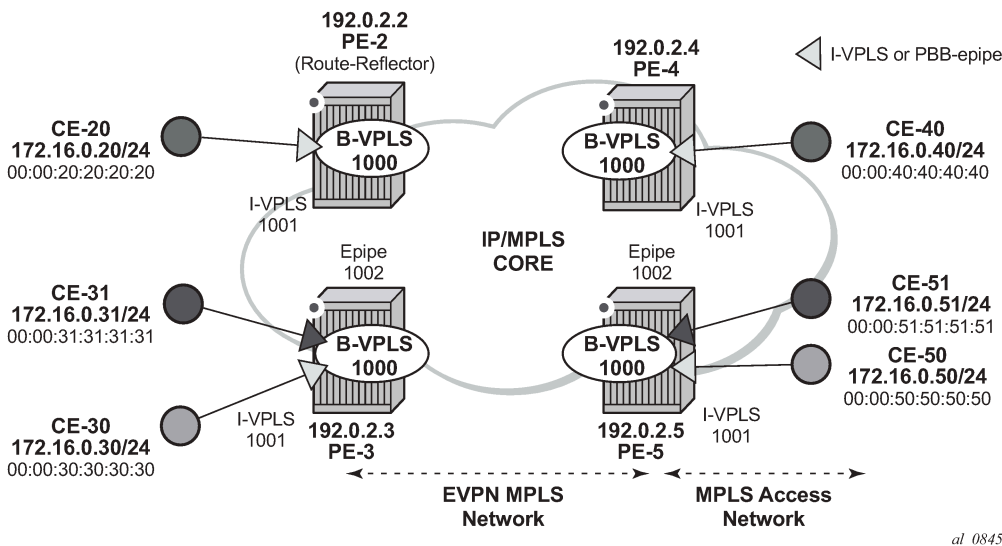 192.0.2.2
PE-2
(Route-Reflector)
192.0.2.4
PE-4
I-VPLS or PBB-epipe
CE-20
172.16.0.20/24
00:00:20:20:20:20
B-VPLS
1000
I-VPLS
1001
B-VPLS
1000
I-VPLS
1001
CE-40
172.16.0.40/24
00:00:40:40:40:40
IP/MPLS
CORE
Epipe
1002
Epipe
1002
CE-31
172.16.0.31/24
00:00:31:31:31:31
B-VPLS
1000
B-VPLS
1000
CE-51
172.16.0.51/24
00:00:51:51:51:51
CE-50
172.16.0.50/24
00:00:50:50:50:50
CE-30
172.16.0.30/24
00:00:30:30:30:30
I-VPLS
1001
192.0.2.3
PE-3
192.0.2.5
PE-5
I-VPLS
1001
EVPN MPLS
Network
MPLS Access
Network
al_0845